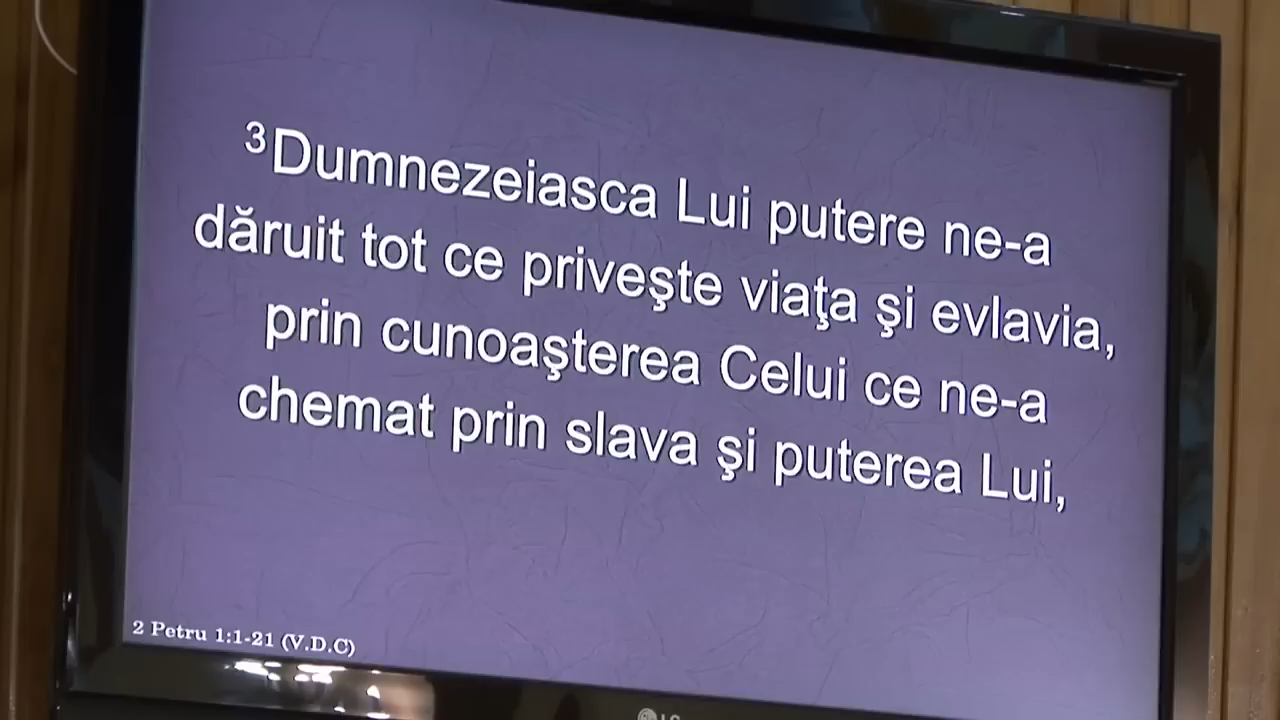 ³Dumnezeiasca Lui putere ne-a
dăruit tot ce priveşte viaţa şi evlavia,
prin cunoaşterea Celui ce ne-a
chemat prin slava şi puterea Lui,
2 Petru 1:1-21 (V.D.C)
LG